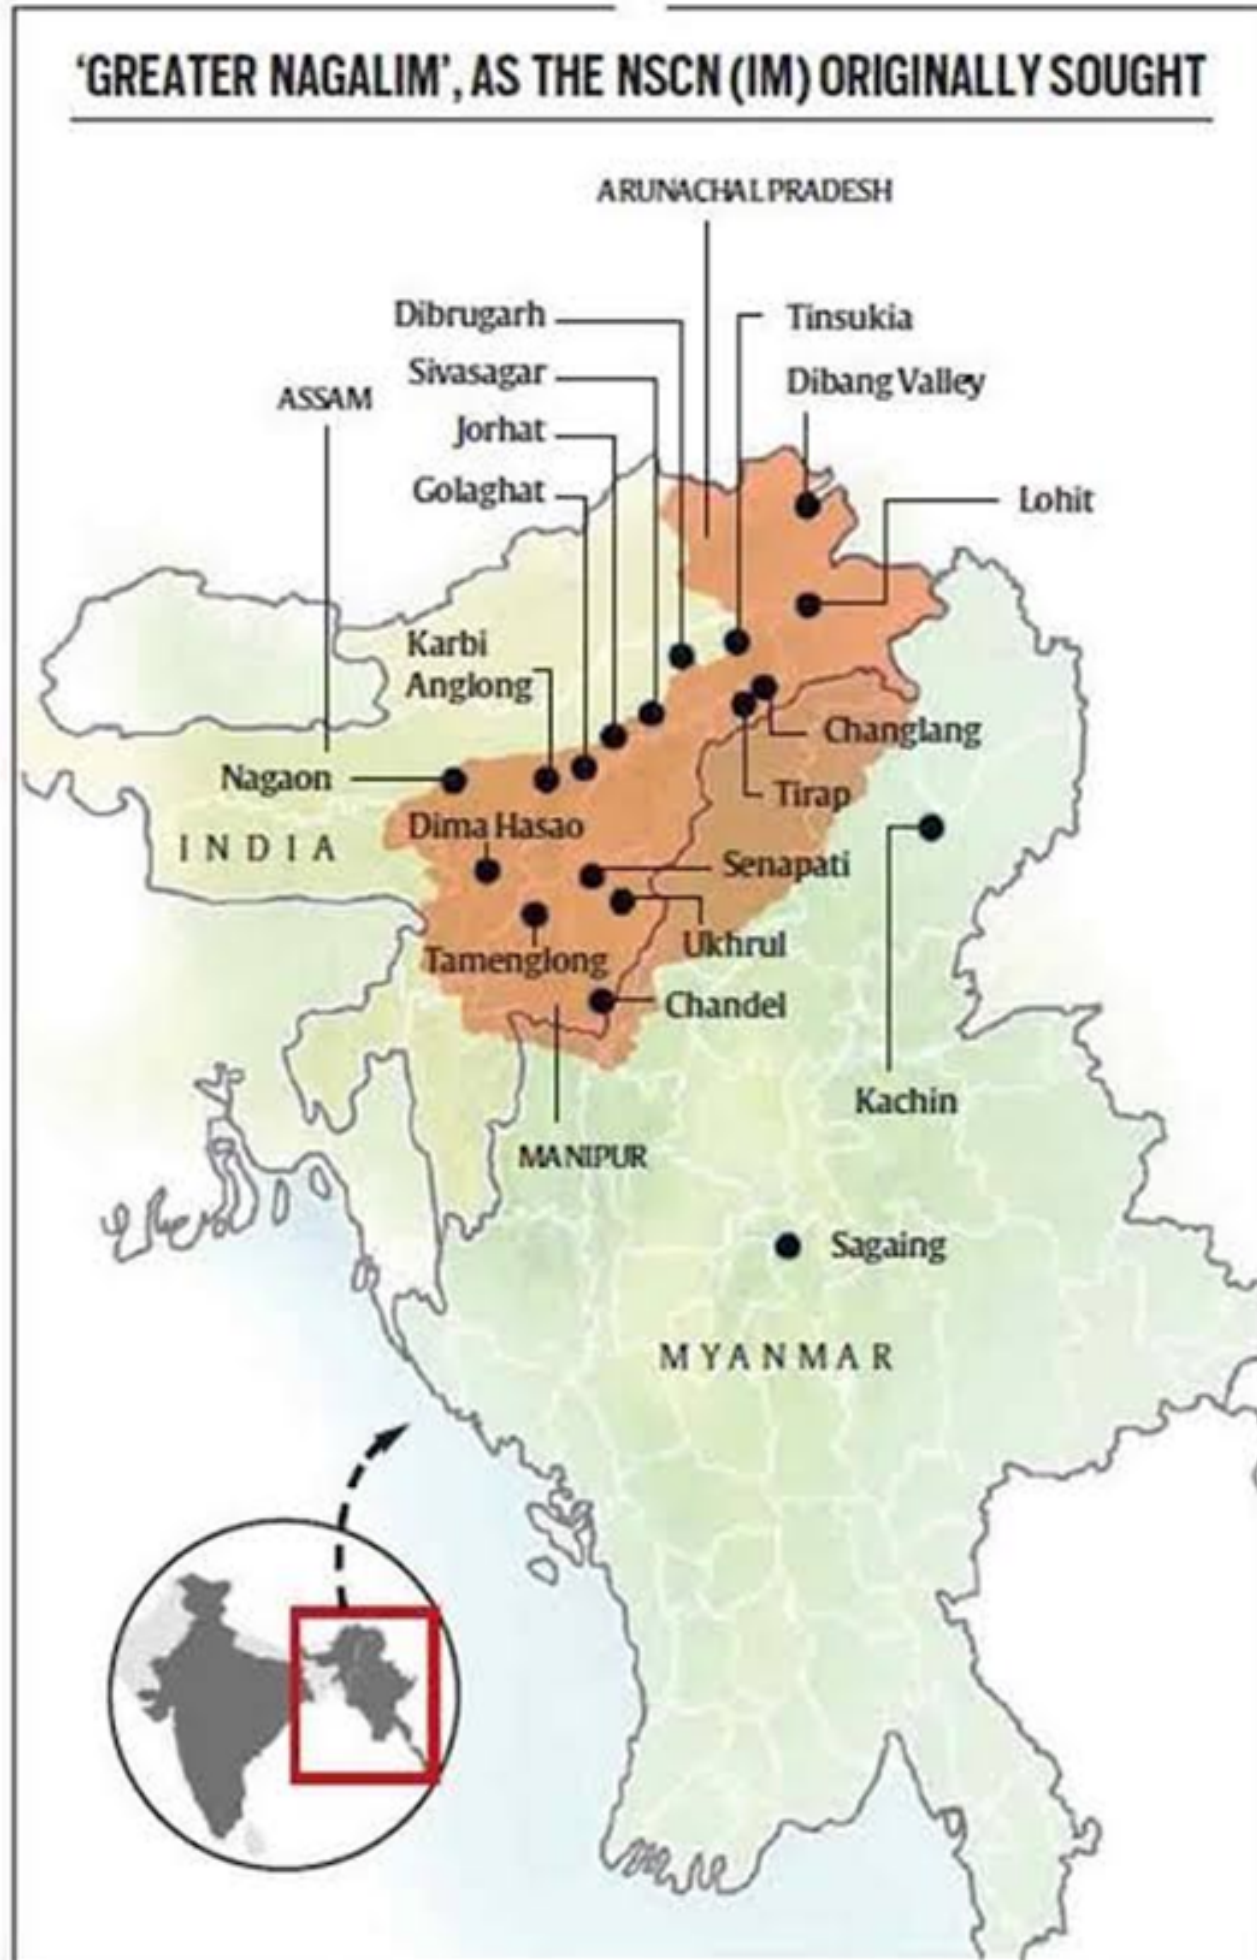 'GREATER NAGALIM', AS THE NSCN (IM) ORIGINALLY SOUGHT
ARUNACHAL PRADESH
Dibrugarh
Tinsukia
Sivasagar
Dibang Valley
ASSAM
Jorhat
Golaghat
Lohit
Karbi
Anglong
Changlang
Nagaon
Tirap
Dima Hasao
INDIA
Senapati
Ukhrul
Tamenglong
Chandel
Kachin
MANIPUR
Sagaing
MYANMAR